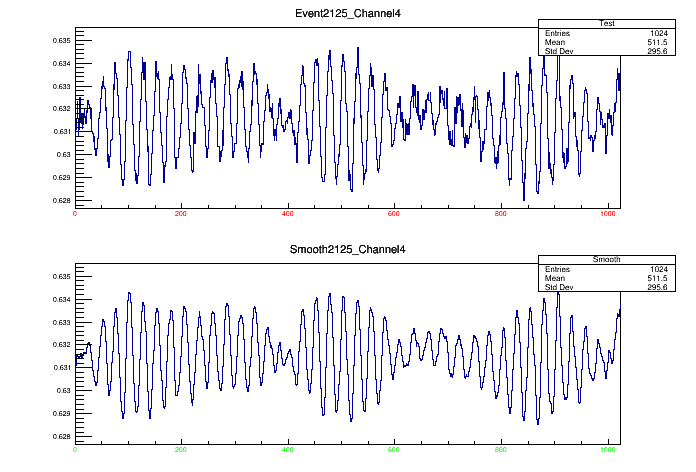 Event2125_Channel4
Test
Entries 1024
Mean 511.5
Std Dev 295.6
0.635
0.634
0.633
0.632
0.631
0.63
0.629
0.628
0 200 400 600 800 1000
Smooth2125_Channel4
Smooth
Entries 1024
Mean 511.5
Std Dev 295.6
0.635
0.634
0.633
0.632
0.631
0.63
0.629
0.628
0 200 400 600 800 1000